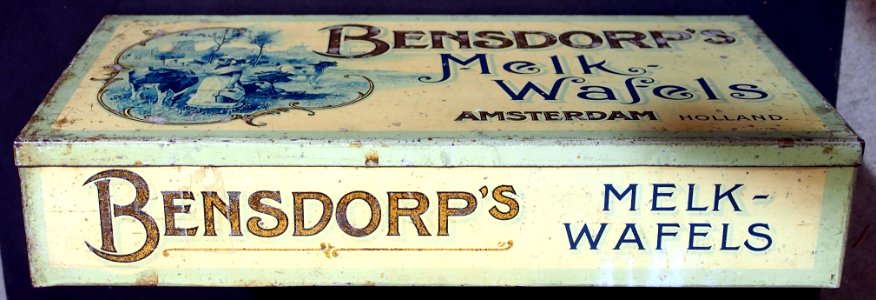 BENSDORP'S
Melk-
Wafels
AMSTERDAM HOLLAND.
BENSDORP'S
MELK-
WAFELS